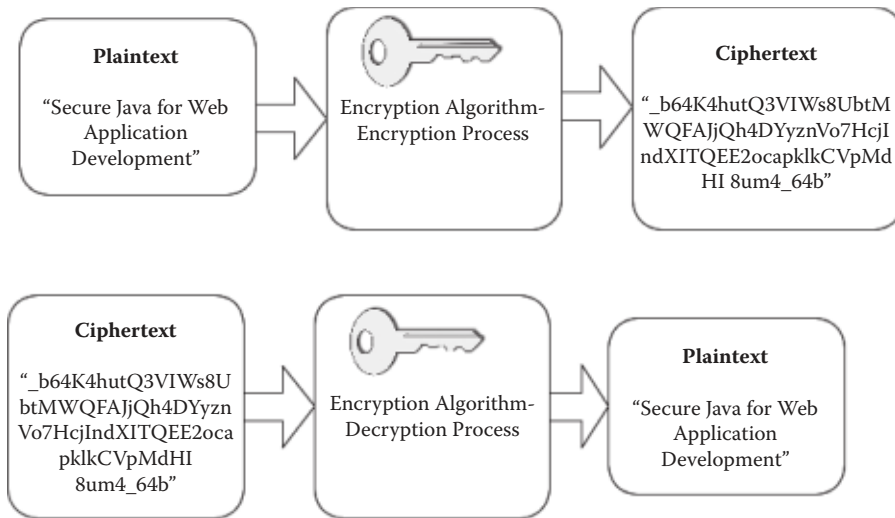 Plaintext
“Secure Java for Web
Application
Development”
Encryption Algorithm-
Encryption Process
Ciphertext
“_b64K4hutQ3VIWs8UbtM
WQFAJjQh4DYyznVo7HcjI
ndXITQEE2ocapklkCVpMd
HI 8um4_64b”
Ciphertext
“_b64K4hutQ3VIWs8U
btMWQFAJjQh4DYyzn
Vo7HcjIndXITQEE2oca
pklkCVpMdHI
8um4_64b”
Encryption Algorithm-
Decryption Process
Plaintext
“Secure Java for Web
Application
Development”